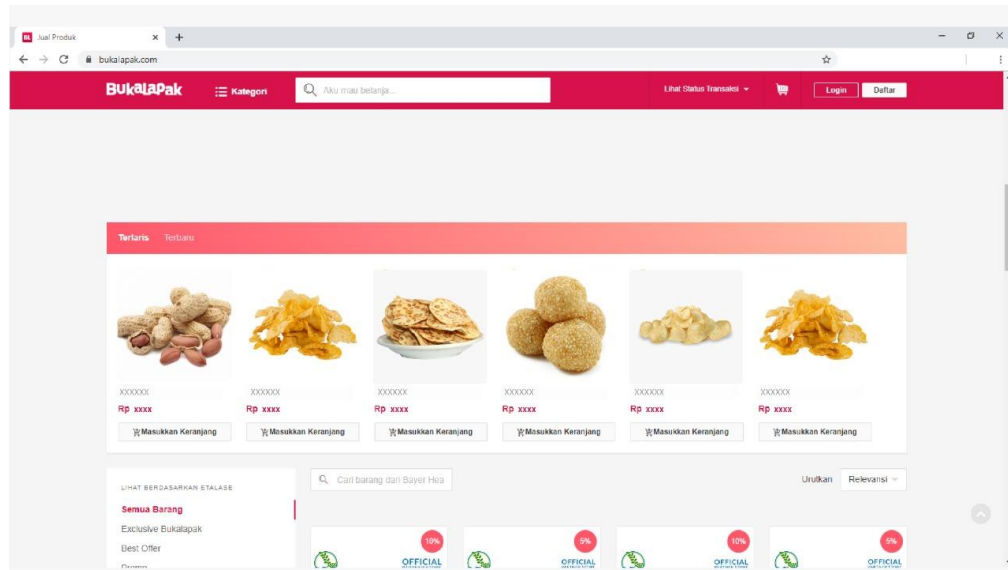 BL Jual Produk
bukalapak.com
BukaLapak Kategori Aku mau belanja... Lihat Status Transaksi Login Daftar
Terlaris Terbaru
XXXXXX XXXXXX XXXXXX XXXXXX XXXXXX XXXXXX
Rp xxxx Rp xxxx Rp xxxx Rp xxxx Rp xxxx Rp xxxx
Masukkan Keranjang Masukkan Keranjang Masukkan Keranjang Masukkan Keranjang Masukkan Keranjang Masukkan Keranjang
LIHAT BERDASARKAN ETALASE
Cari barang dari Bayer Hea
Urutkan Relevansi
Semua Barang
Exclusive Bukalapak
Best Offer
Promo
10% 5% 10% 5%
OFFICIAL OFFICIAL OFFICIAL OFFICIAL